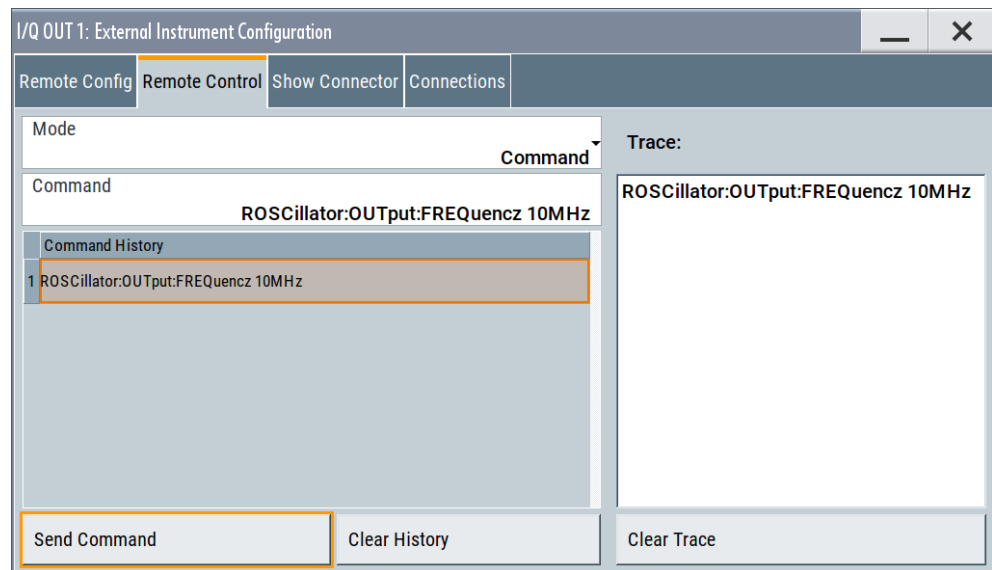 I/Q OUT 1: External Instrument Configuration
Remote Config Remote Control Show Connector Connections
Mode
Command
Command
ROSCillator:OUTput:FREQuencz 10MHz
Command History
1 ROSCillator:OUTput:FREQuencz 10MHz
Send Command Clear History
Trace:
ROSCillator:OUTput:FREQuencz 10MHz
Clear Trace